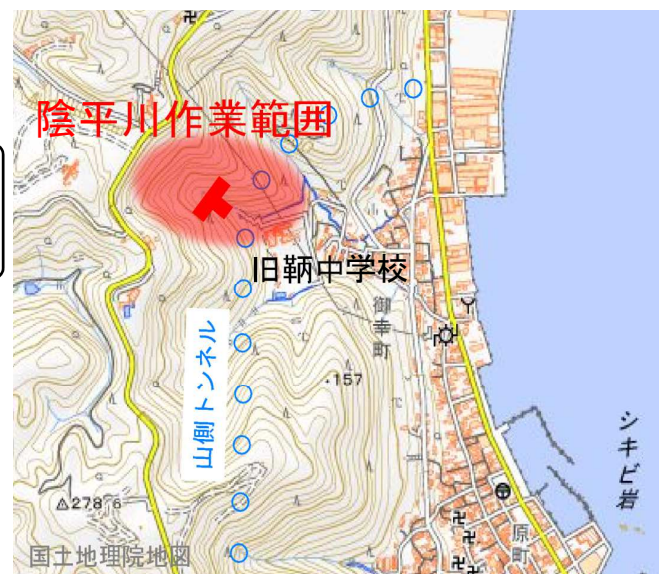 陰平川作業範囲
旧鞆中学校
御幸町
山側トンネル
・157
シキビ岩
278.6
原町
国土地理院地図